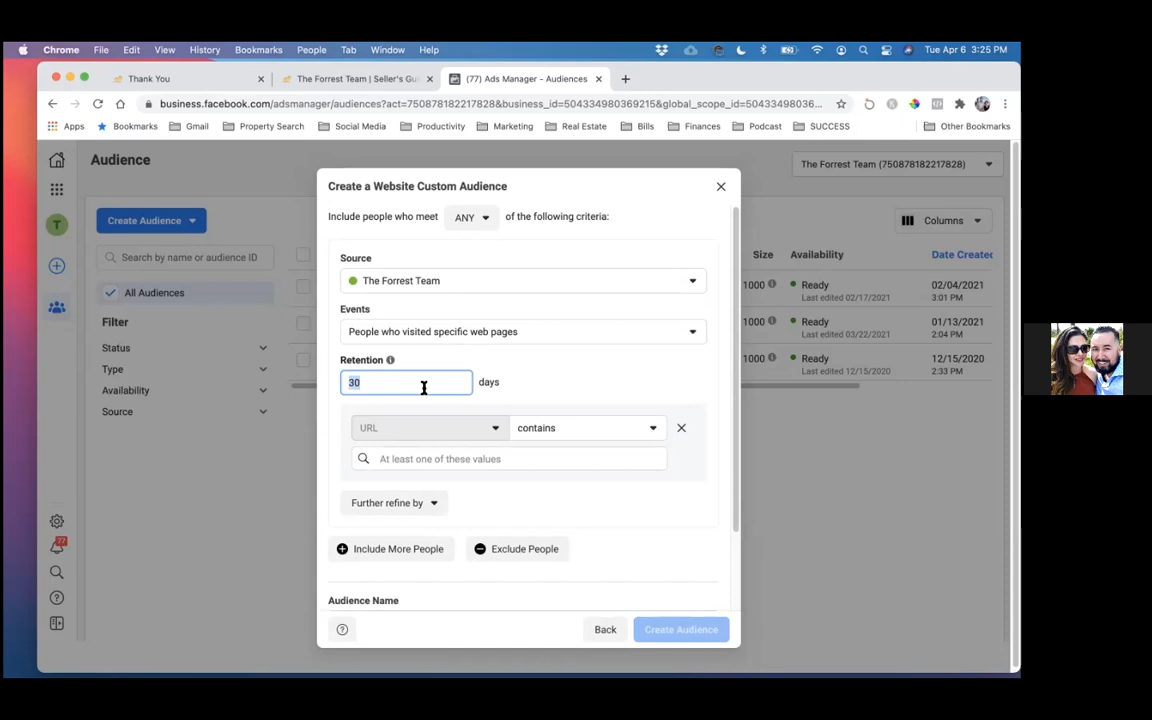 Chrome File Edit View History Bookmarks People Tab Window Help Tue Apr 6 3:25 PM
Thank You The Forrest Team | Seller's Gui (77) Ads Manager - Audiences
business.facebook.com/adsmanager/audiences?act=750878182217828&business_id=504334980369215&global_scope_id=50433498036...
Apps Bookmarks Gmail Property Search Social Media Productivity Marketing Real Estate Bills Finances Podcast SUCCESS Other Bookmarks
Audience
The Forrest Team (750878182217828)
Create Audience
Columns
Search by name or audience ID
Size Availability Date Created
All Audiences
1000 Ready 02/04/2021
Last edited 02/17/2021 3:01 PM
1000 Ready 01/13/2021
Last edited 03/22/2021 2:04 PM
1000 Ready 12/15/2020
Last edited 12/15/2020 2:33 PM
Filter
Status
Type
Availability
Source
T
77
Create a Website Custom Audience
Include people who meet ANY of the following criteria:
Source
The Forrest Team
Events
People who visited specific web pages
Retention
30 days
URL contains
At least one of these values
Further refine by
Include More People Exclude People
Audience Name
Back Create Audience